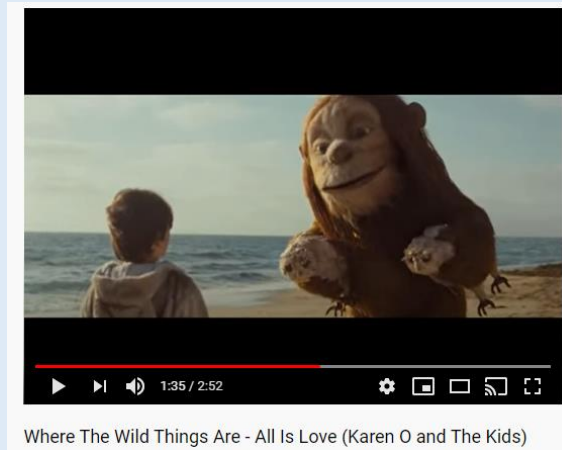 1:35 / 2:52
Where The Wild Things Are - All Is Love (Karen O and The Kids)